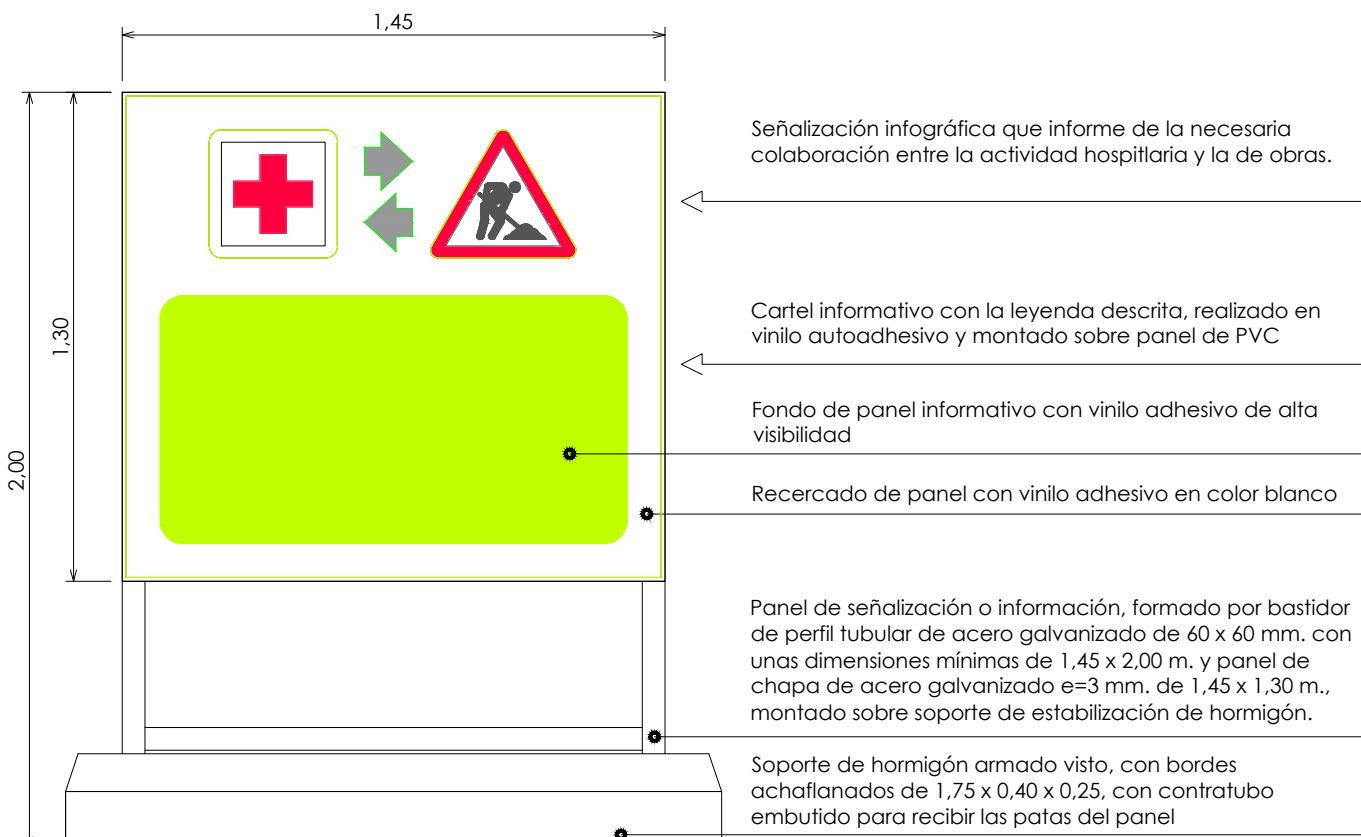 1,45
Señalización infográfica que informe de la necesaria
colaboración entre la actividad hospitlaria y la de obras.
1,30
Cartel informativo con la leyenda descrita, realizado en
vinilo autoadhesivo y montado sobre panel de PVC
Fondo de panel informativo con vinilo adhesivo de alta
visibilidad
2,00
Recercado de panel con vinilo adhesivo en color blanco
Panel de señalización o información, formado por bastidor
de perfil tubular de acero galvanizado de 60 x 60 mm. con
unas dimensiones mínimas de 1,45 x 2,00 m. y panel de
chapa de acero galvanizado e=3 mm. de 1,45 x 1,30 m.,
montado sobre soporte de estabilización de hormigón.
Soporte de hormigón armado visto, con bordes
achaflanados de 1,75 x 0,40 x 0,25, con contratubo
embutido para recibir las patas del panel